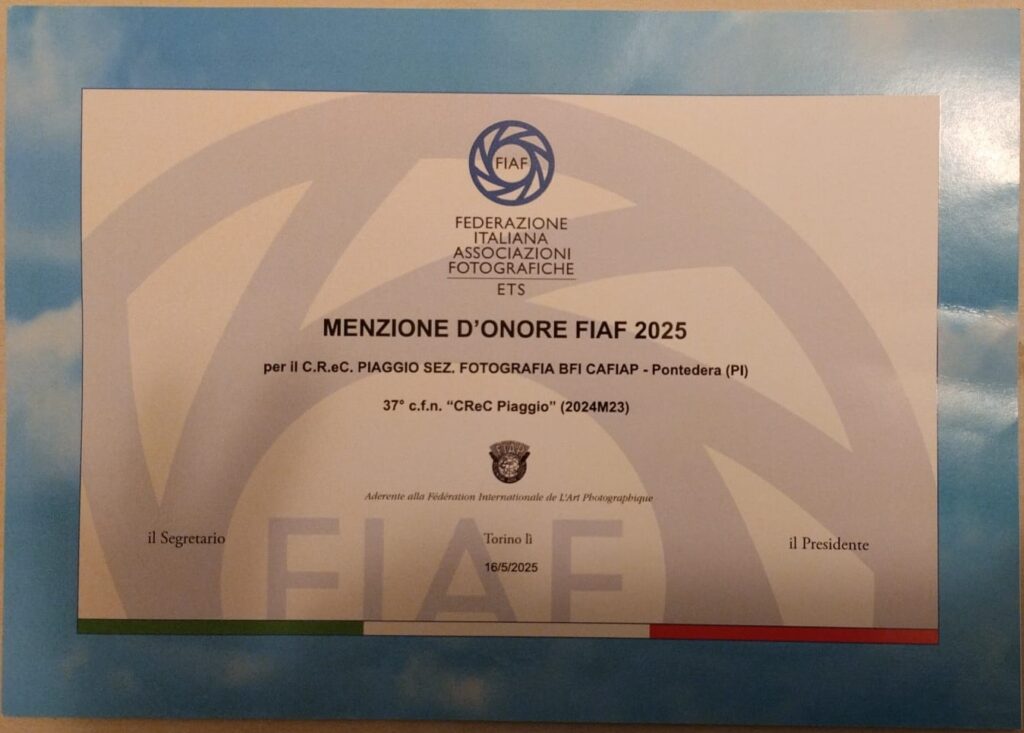 FIAF
FEDERAZIONE
ITALIANA
ASSOCIAZIONI
FOTOGRAFICHE
ETS
MENZIONE D'ONORE FIAF 2025
per il C.R.eC. PIAGGIO SEZ. FOTOGRAFIA BFI CAFIAP - Pontedera (PI)
37° c.f.n. “CReC Piaggio” (2024M23)
FIAP
Aderente alla Fédération Internationale de L'Art Photographique
il Segretario
Torino lì
il Presidente
16/5/2025
FIAF